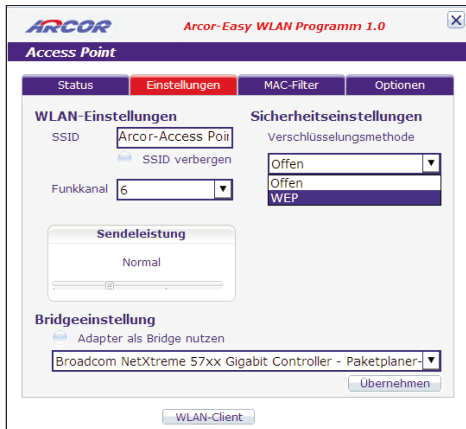 ARCOR
Arcor-Easy WLAN Programm 1.0
Access Point
Status
Einstellungen
MAC-Filter
Optionen
WLAN-Einstellungen
SSID
Arcor-Access Poir
SSID verbergen
Funkkanal
6
Sicherheitseinstellungen
Verschlüsselungsmethode
Offen
Offen
WEP
Sendeleistung
Normal
Bridgeeinstellung
Adapter als Bridge nutzen
Broadcom NetXtreme 57xx Gigabit Controller - Paketplaner-
Übernehmen
WLAN-Client